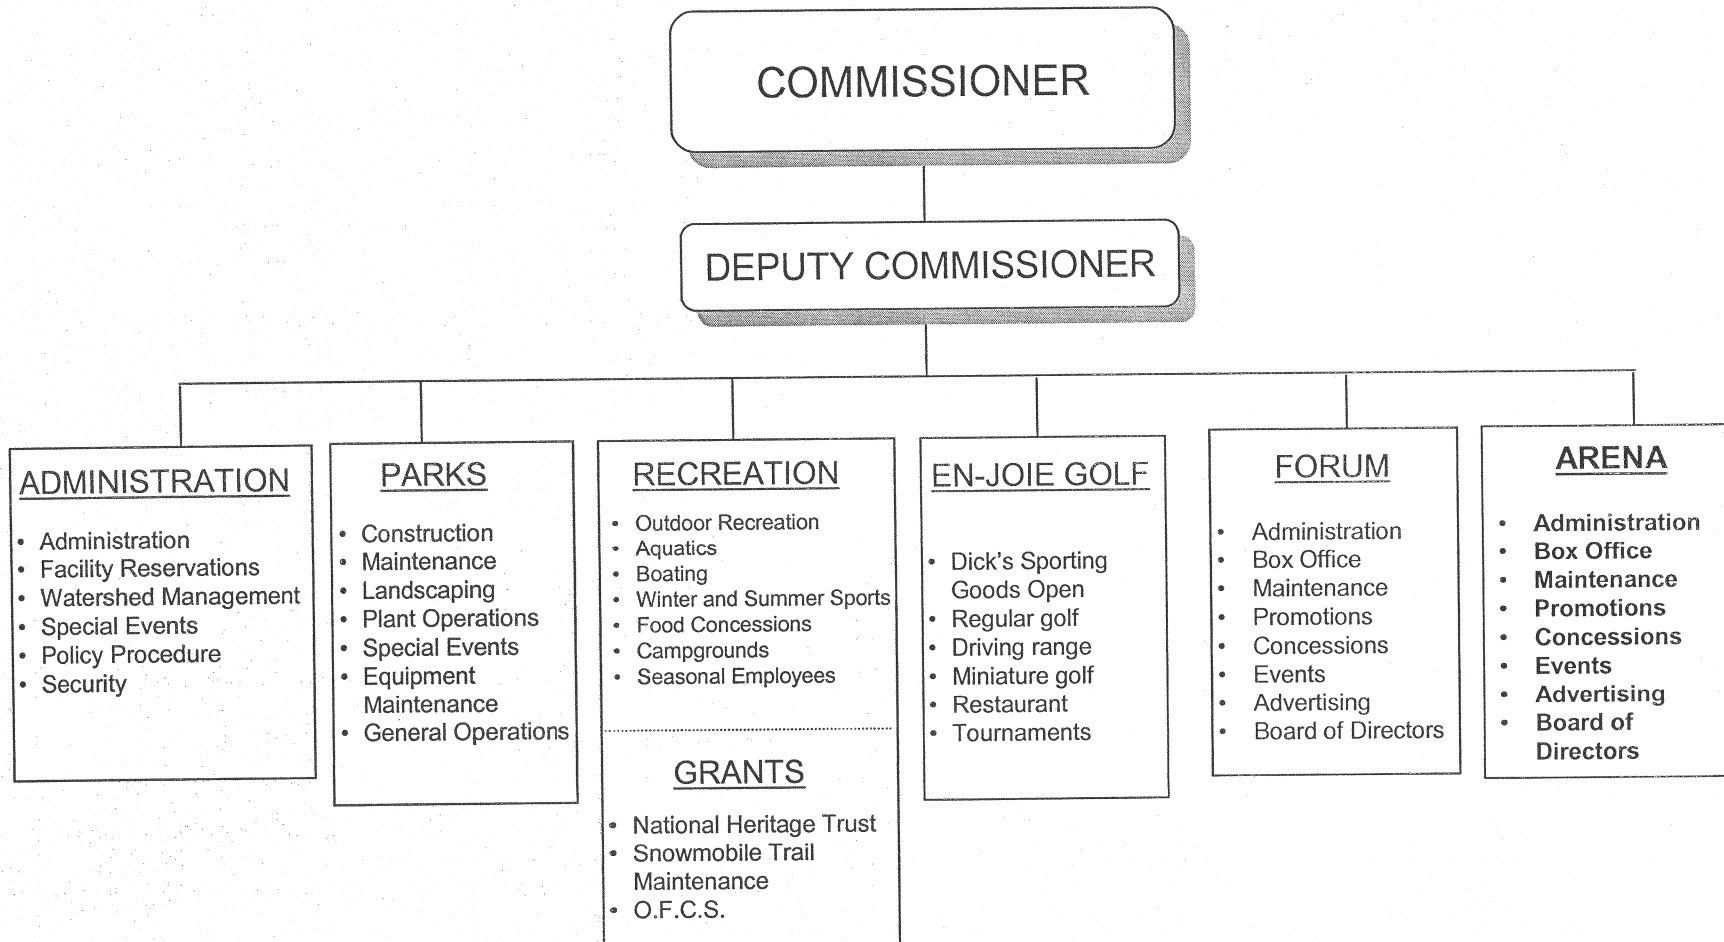 COMMISSIONER
DEPUTY COMMISSIONER
ADMINISTRATION
• Administration
• Facility Reservations
• Watershed Management
• Special Events
• Policy Procedure
• Security
PARKS
• Construction
• Maintenance
• Landscaping
• Plant Operations
• Special Events
• Equipment
Maintenance
• General Operations
RECREATION
• Outdoor Recreation
• Aquatics
• Boating
• Winter and Summer Sports
• Food Concessions
• Campgrounds
• Seasonal Employees
GRANTS
• National Heritage Trust
• Snowmobile Trail
Maintenance
• O.F.C.S.
EN-JOIE GOLF
• Dick's Sporting
Goods Open
• Regular golf
• Driving range
• Miniature golf
• Restaurant
• Tournaments
FORUM
• Administration
• Box Office
• Maintenance
• Promotions
• Concessions
• Events
• Advertising
• Board of Directors
ARENA
• Administration
• Box Office
• Maintenance
• Promotions
• Concessions
• Events
• Advertising
• Board of
Directors